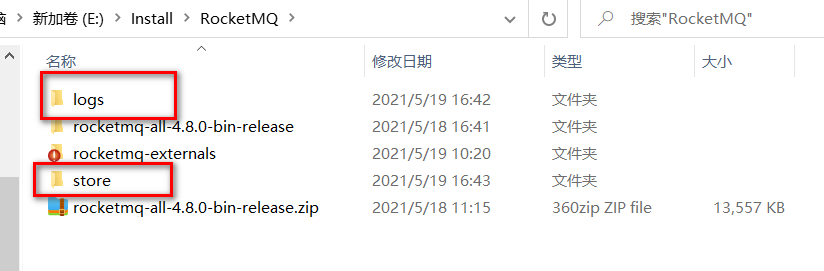 新加卷 (E:) Install RocketMQ 搜索"RocketMQ"
名称 修改日期 类型 大小
logs 2021/5/19 16:42 文件夹
rocketmq-all-4.8.0-bin-release 2021/5/18 16:41 文件夹
rocketmq-externals 2021/5/19 10:20 文件夹
store 2021/5/19 16:43 文件夹
rocketmq-all-4.8.0-bin-release.zip 2021/5/18 11:15 360zip ZIP file 13,557 KB